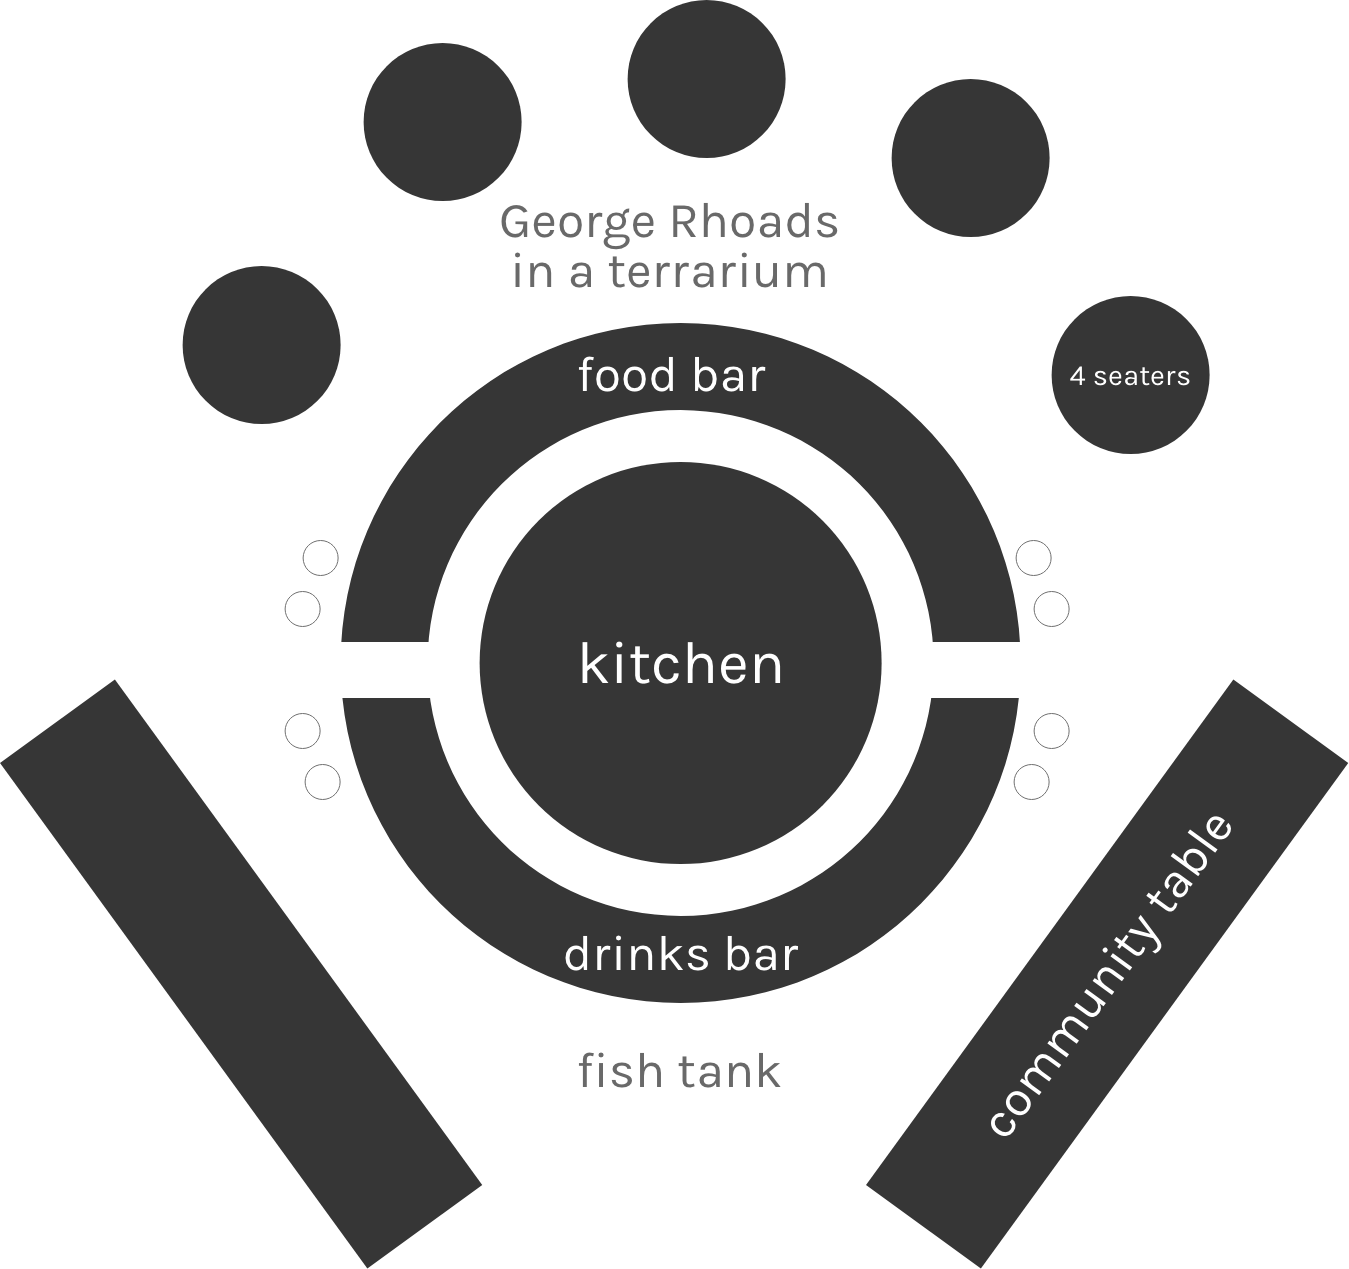 George Rhoads
in a terrarium
food bar
4 seaters
kitchen
community table
drinks bar
fish tank